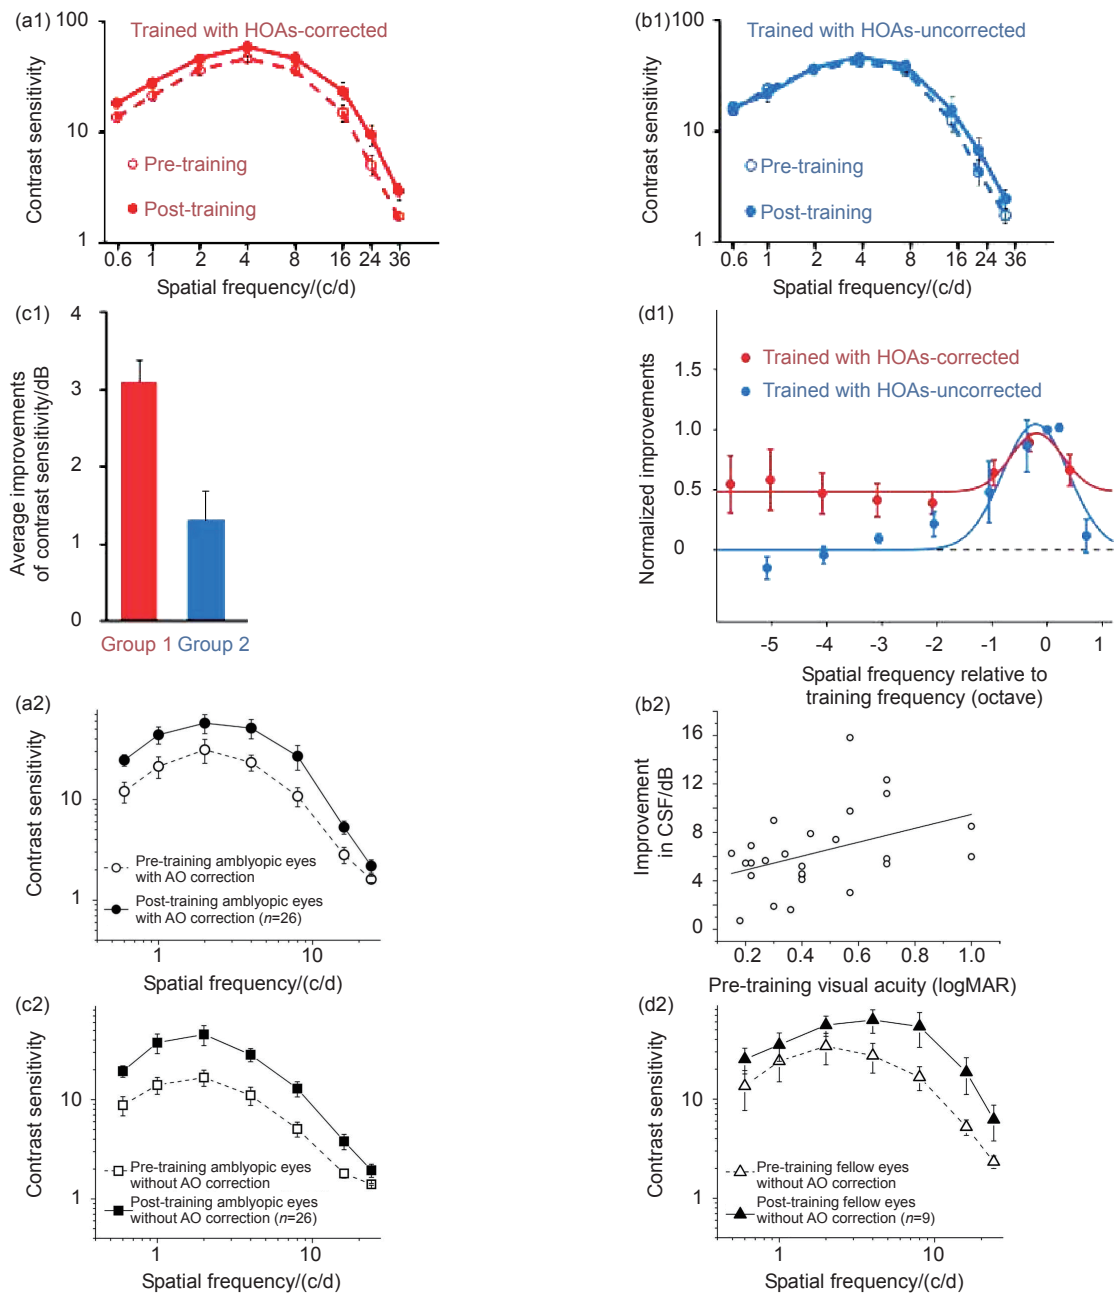 (a1)
100
Trained with HOAs-corrected
Contrast sensitivity
10
Pre-training
Post-training
1
0.6 1 2 4 8 16 24 36
Spatial frequency/(c/d)
(b1)
100
Trained with HOAs-uncorrected
Contrast sensitivity
10
Pre-training
Post-training
1
0.6 1 2 4 8 16 24 36
Spatial frequency/(c/d)
(c1)
4
3
2
1
0
Average improvements
of contrast sensitivity/dB
Group 1 Group 2
(d1)
1.5
1.0
0.5
0
Normalized improvements
Trained with HOAs-corrected
Trained with HOAs-uncorrected
-5 -4 -3 -2 -1 0 1
Spatial frequency relative to
training frequency (octave)
(a2)
Contrast sensitivity
10
1
Pre-training amblyopic eyes
with AO correction
Post-training amblyopic eyes
with AO correction (n=26)
1 10
Spatial frequency/(c/d)
(b2)
Improvement
in CSF/dB
16
12
8
4
0
0.2 0.4 0.6 0.8 1.0
Pre-training visual acuity (logMAR)
(c2)
Contrast sensitivity
10
1
Pre-training amblyopic eyes
without AO correction
Post-training amblyopic eyes
without AO correction (n=26)
1 10
Spatial frequency/(c/d)
(d2)
Contrast sensitivity
10
1
Pre-training fellow eyes
without AO correction
Post-training fellow eyes
without AO correction (n=9)
1 10
Spatial frequency/(c/d)